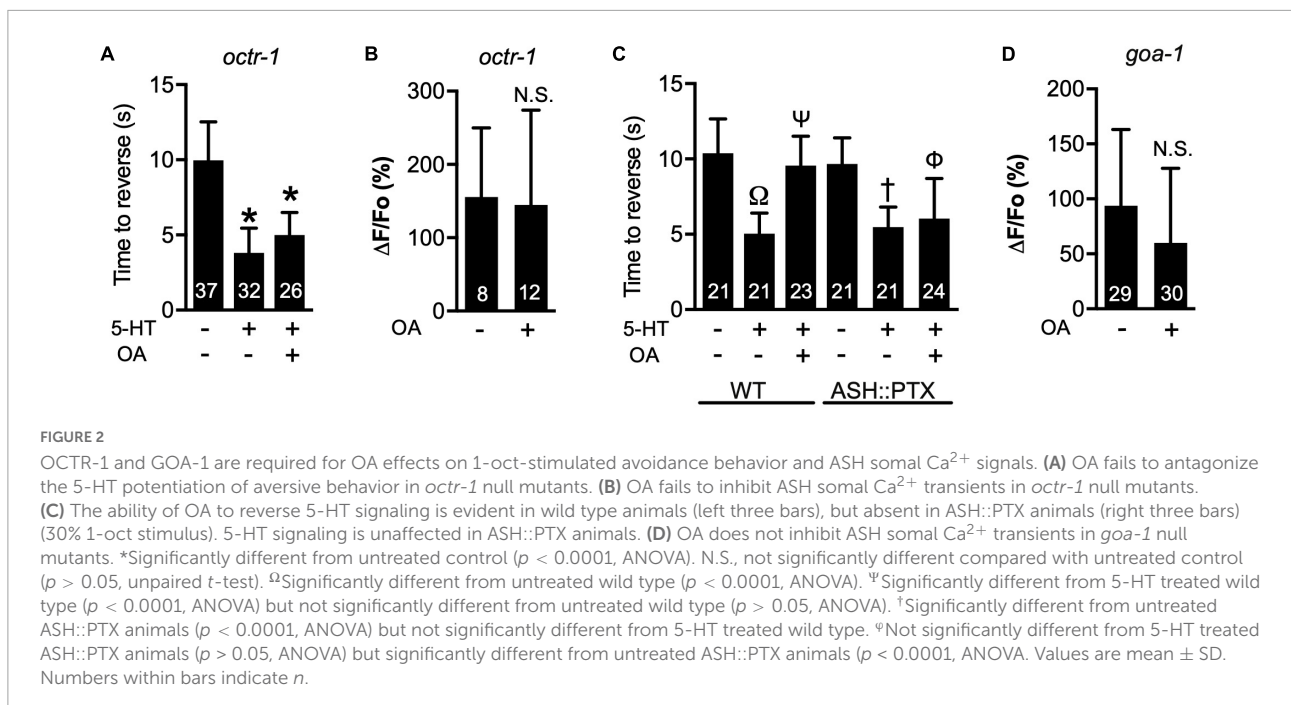 A octr-1
Time to reverse (s)
15
10
5
0
37 32 26
5-HT - + +
OA - - +
B octr-1
ΔF/Fo (%)
300
200
100
0
N.S.
8 12
OA - +
C
Time to reverse (s)
15
10
5
0
Ω Ψ † Φ
21 21 23 21 21 24
5-HT - + + - + +
OA - - + - - +
WT ASH::PTX
D goa-1
ΔF/Fo (%)
200
150
100
50
0
N.S.
29 30
OA - +
* *
FIGURE 2
OCTR-1 and GOA-1 are required for OA effects on 1-oct-stimulated avoidance behavior and ASH somal Ca²⁺ signals. (A) OA fails to antagonize
the 5-HT potentiation of aversive behavior in octr-1 null mutants. (B) OA fails to inhibit ASH somal Ca²⁺ transients in octr-1 null mutants.
(C) The ability of OA to reverse 5-HT signaling is evident in wild type animals (left three bars), but absent in ASH::PTX animals (right three bars)
(30% 1-oct stimulus). 5-HT signaling is unaffected in ASH::PTX animals. (D) OA does not inhibit ASH somal Ca²⁺ transients in goa-1 null
mutants. *Significantly different from untreated control (p < 0.0001, ANOVA). N.S., not significantly different compared with untreated control
(p > 0.05, unpaired t-test). ΩSignificantly different from untreated wild type (p < 0.0001, ANOVA). ΨSignificantly different from 5-HT treated wild
type (p < 0.0001, ANOVA) but not significantly different from untreated wild type (p > 0.05, ANOVA). †Significantly different from untreated
ASH::PTX animals (p < 0.0001, ANOVA) but not significantly different from 5-HT treated wild type. φNot significantly different from 5-HT treated
ASH::PTX animals (p > 0.05, ANOVA) but significantly different from untreated ASH::PTX animals (p < 0.0001, ANOVA. Values are mean ± SD.
Numbers within bars indicate n.